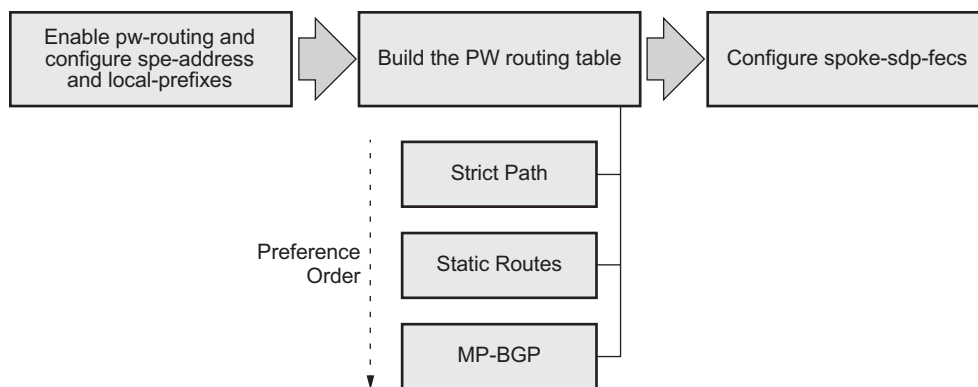 Enable pw-routing and
configure spe-address
and local-prefixes
Build the PW routing table
Configure spoke-sdp-fecs
Strict Path
Preference
Order
Static Routes
MP-BGP